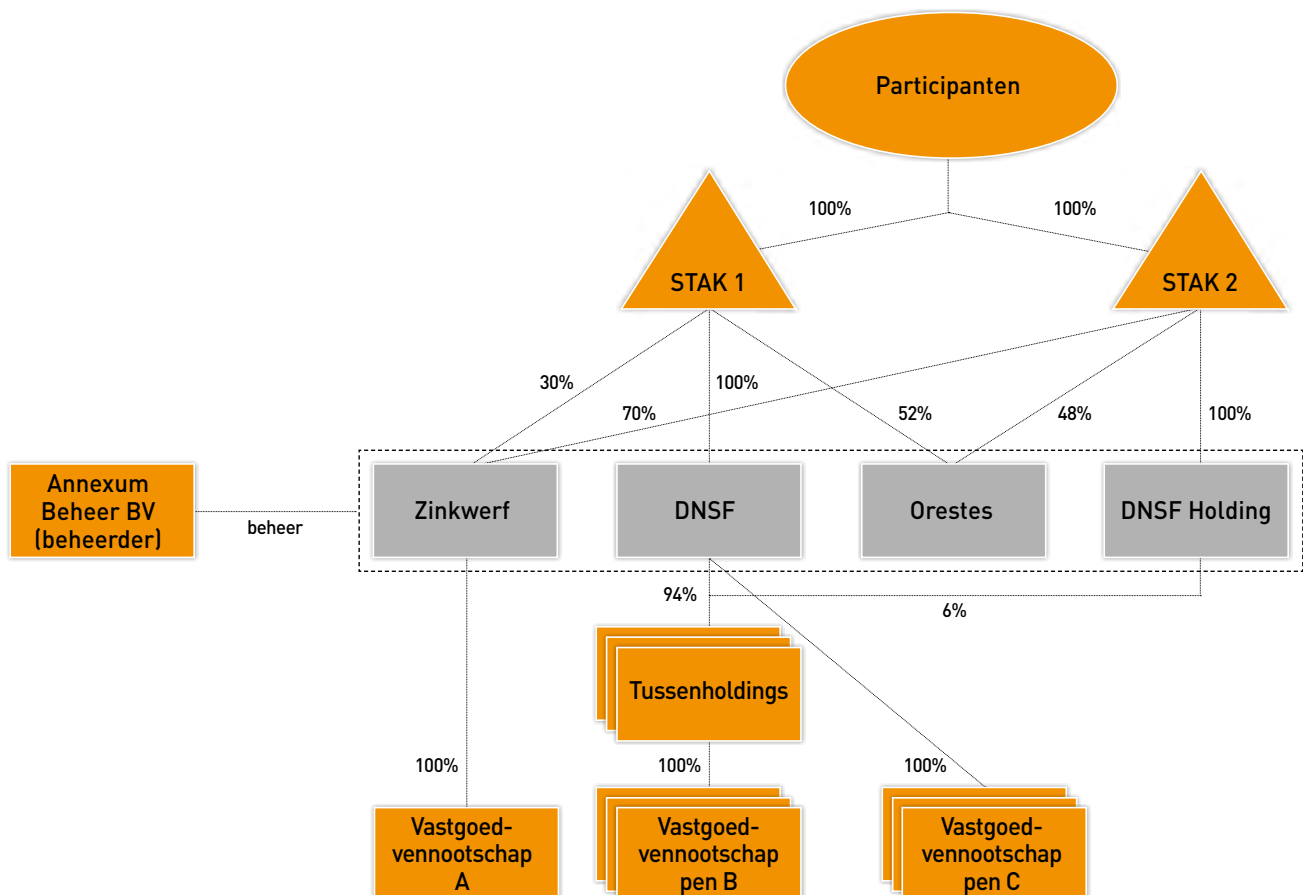 Participanten
100%
100%
STAK 1
STAK 2
30%
100%
70%
52%
48%
100%
Annexum
Beheer BV
(beheerder)
beheer
Zinkwerf
DNSF
Orestes
DNSF Holding
94%
6%
Tussenholdings
100%
100%
100%
Vastgoed-
vennootschap
A
Vastgoed-
vennootschap
pen B
Vastgoed-
vennootschap
pen C